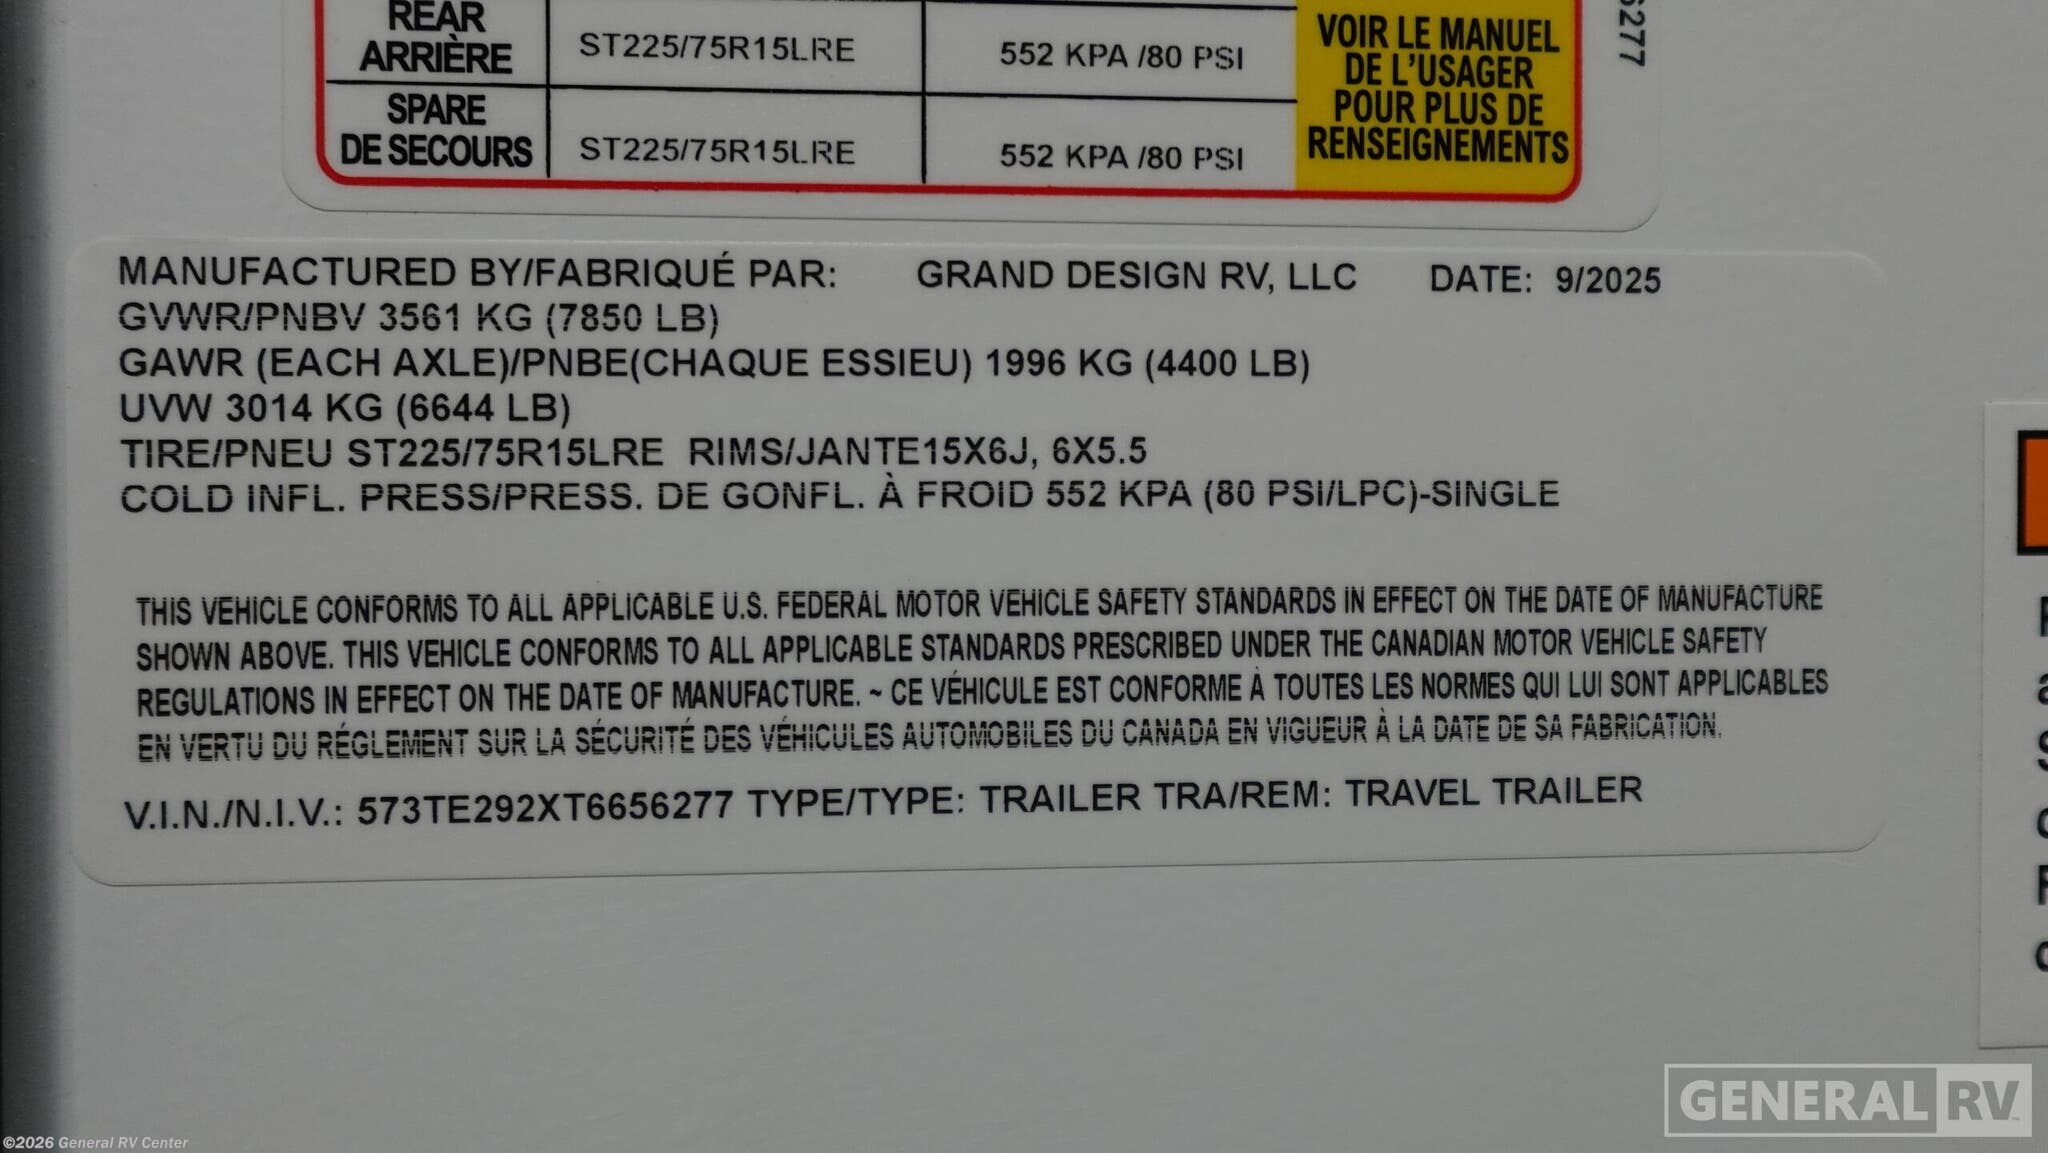 REAR
ARRIÈRE
ST225/75R15LRE
552 KPA /80 PSI
SPARE
DE SECOURS
ST225/75R15LRE
552 KPA /80 PSI
VOIR LE MANUEL
DE L'USAGER
POUR PLUS DE
RENSEIGNEMENTS
6277
MANUFACTURED BY/FABRIQUÉ PAR: GRAND DESIGN RV, LLC DATE: 9/2025
GVWR/PNBV 3561 KG (7850 LB)
GAWR (EACH AXLE)/PNBE(CHAQUE ESSIEU) 1996 KG (4400 LB)
UVW 3014 KG (6644 LB)
TIRE/PNEU ST225/75R15LRE RIMS/JANTE15X6J, 6X5.5
COLD INFL. PRESS/PRESS. DE GONFL. À FROID 552 KPA (80 PSI/LPC)-SINGLE
THIS VEHICLE CONFORMS TO ALL APPLICABLE U.S. FEDERAL MOTOR VEHICLE SAFETY STANDARDS IN EFFECT ON THE DATE OF MANUFACTURE
SHOWN ABOVE. THIS VEHICLE CONFORMS TO ALL APPLICABLE STANDARDS PRESCRIBED UNDER THE CANADIAN MOTOR VEHICLE SAFETY
REGULATIONS IN EFFECT ON THE DATE OF MANUFACTURE. ~ CE VÉHICULE EST CONFORME À TOUTES LES NORMES QUI LUI SONT APPLICABLES
EN VERTU DU RÉGLEMENT SUR LA SÉCURITÉ DES VÉHICULES AUTOMOBILES DU CANADA EN VIGUEUR À LA DATE DE SA FABRICATION.
V.I.N./N.I.V.: 573TE292XT6656277 TYPE/TYPE: TRAILER TRA/REM: TRAVEL TRAILER
GENERAL RV
©2026 General RV Center